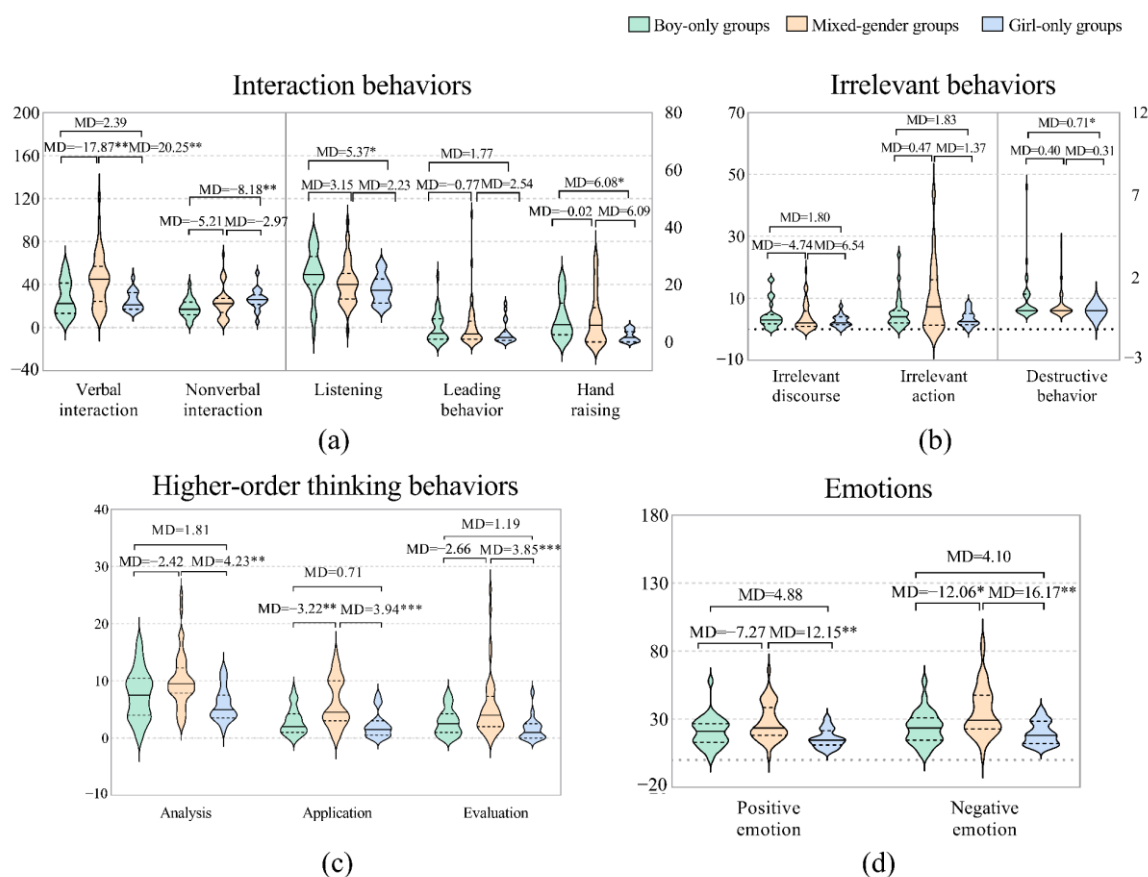 Boy-only groups Mixed-gender groups Girl-only groups
Interaction behaviors
200
160
120
80
40
0
−40
80
60
40
20
0
MD=2.39
MD=−17.87** MD=20.25**
MD=−8.18**
MD=−5.21 MD=−2.97
MD=5.37*
MD=3.15 MD=2.23
MD=1.77
MD=−0.77 MD=2.54
MD=6.08*
MD=−0.02 MD=6.09
Verbal interaction
Nonverbal interaction
Listening
Leading behavior
Hand raising
(a)
Irrelevant behaviors
70
50
30
10
−10
12
7
2
−3
MD=1.80
MD=−4.74 MD=6.54
MD=1.83
MD=0.47 MD=1.37
MD=0.71*
MD=0.40 MD=0.31
Irrelevant discourse
Irrelevant action
Destructive behavior
(b)
Higher-order thinking behaviors
40
30
20
10
0
−10
MD=1.81
MD=−2.42 MD=4.23**
MD=0.71
MD=−3.22** MD=3.94***
MD=1.19
MD=−2.66 MD=3.85***
Analysis
Application
Evaluation
(c)
Emotions
180
130
80
30
−20
MD=4.88
MD=−7.27 MD=12.15**
MD=4.10
MD=−12.06* MD=16.17**
Positive emotion
Negative emotion
(d)